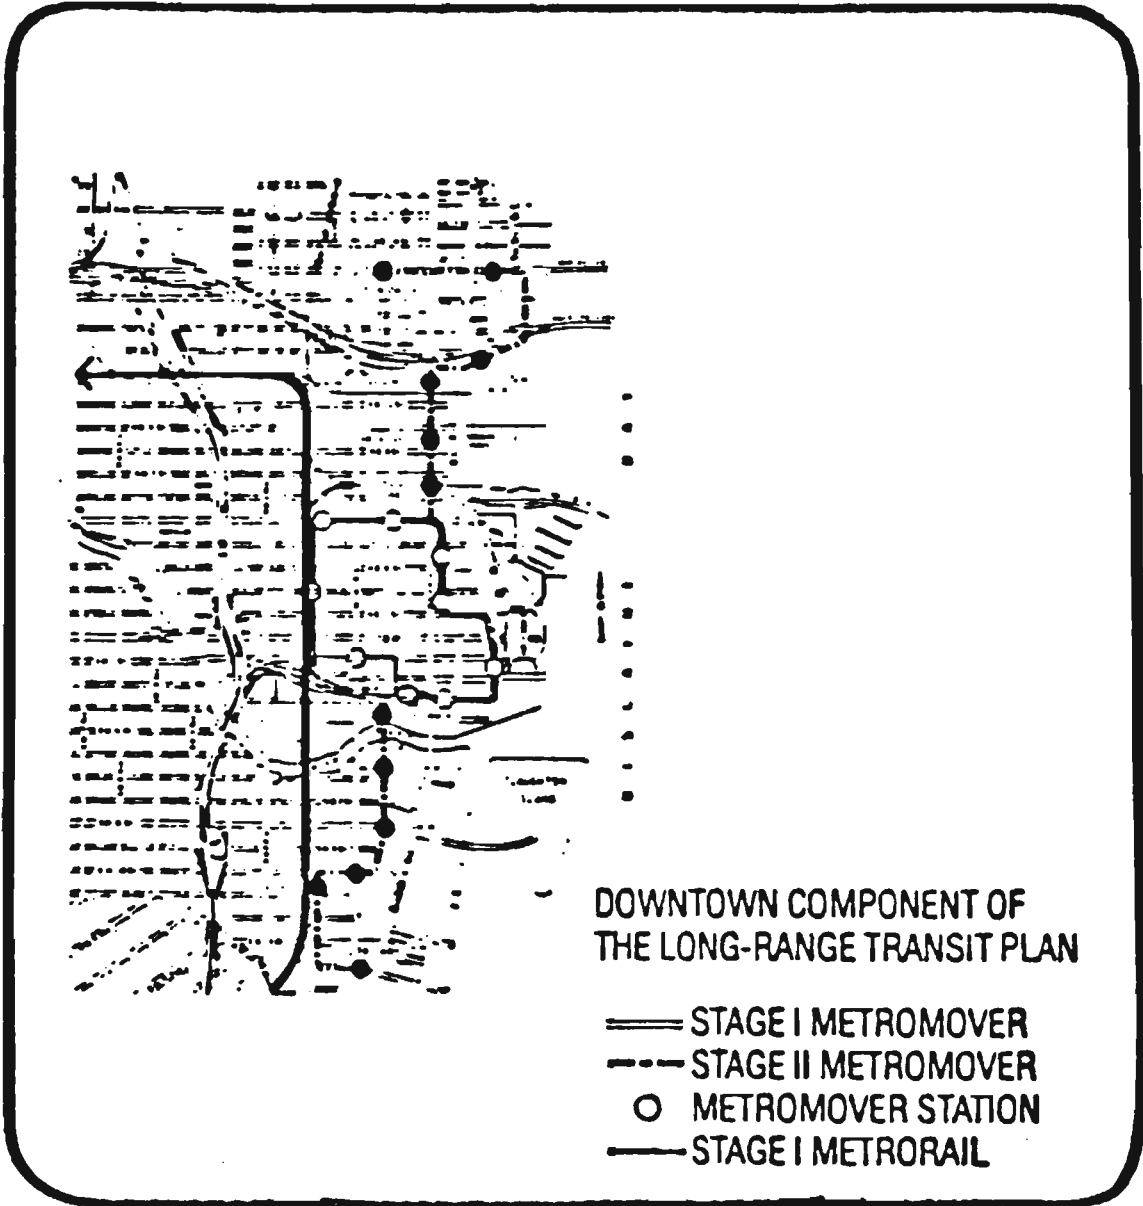 DOWNTOWN COMPONENT OF
THE LONG-RANGE TRANSIT PLAN
STAGE I METROMOVER
STAGE II METROMOVER
METROMOVER STATION
STAGE I METRORAIL